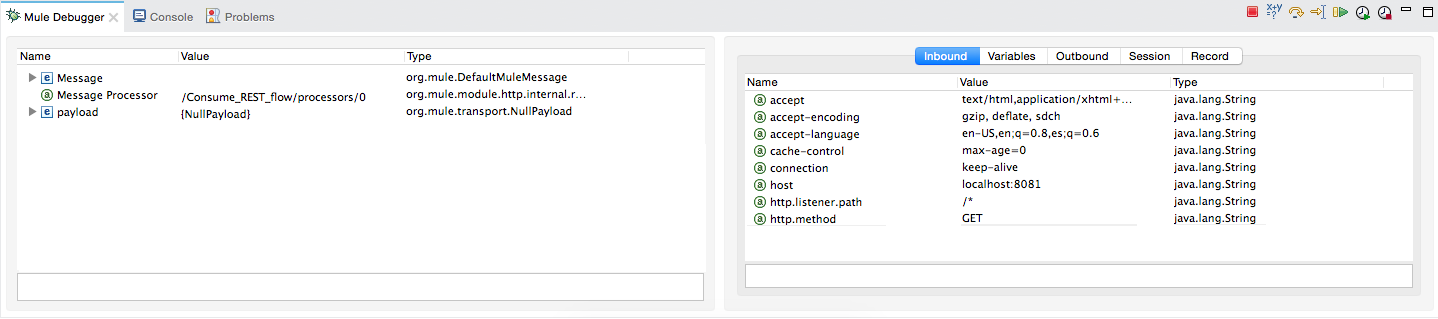 Mule Debugger Console Problems
X+Y
=?
Name Value Type
Message org.mule.DefaultMuleMessage
Message Processor /Consume_REST_flow/processors/0 org.mule.module.http.internal.r...
payload {NullPayload} org.mule.transport.NullPayload
Inbound Variables Outbound Session Record
Name Value Type
accept text/html,application/xhtml+... java.lang.String
accept-encoding gzip, deflate, sdch java.lang.String
accept-language en-US,en;q=0.8,es;q=0.6 java.lang.String
cache-control max-age=0 java.lang.String
connection keep-alive java.lang.String
host localhost:8081 java.lang.String
http.listener.path /* java.lang.String
http.method GET java.lang.String